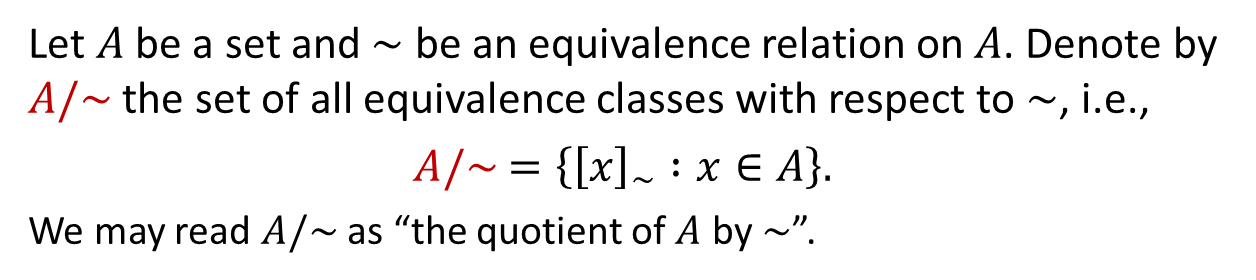 Let A be a set and ~ be an equivalence relation on A. Denote by
A/~ the set of all equivalence classes with respect to ~, i.e.,
A/~ = {[x]~ : x ∈ A}.
We may read A/~ as “the quotient of A by ~”.